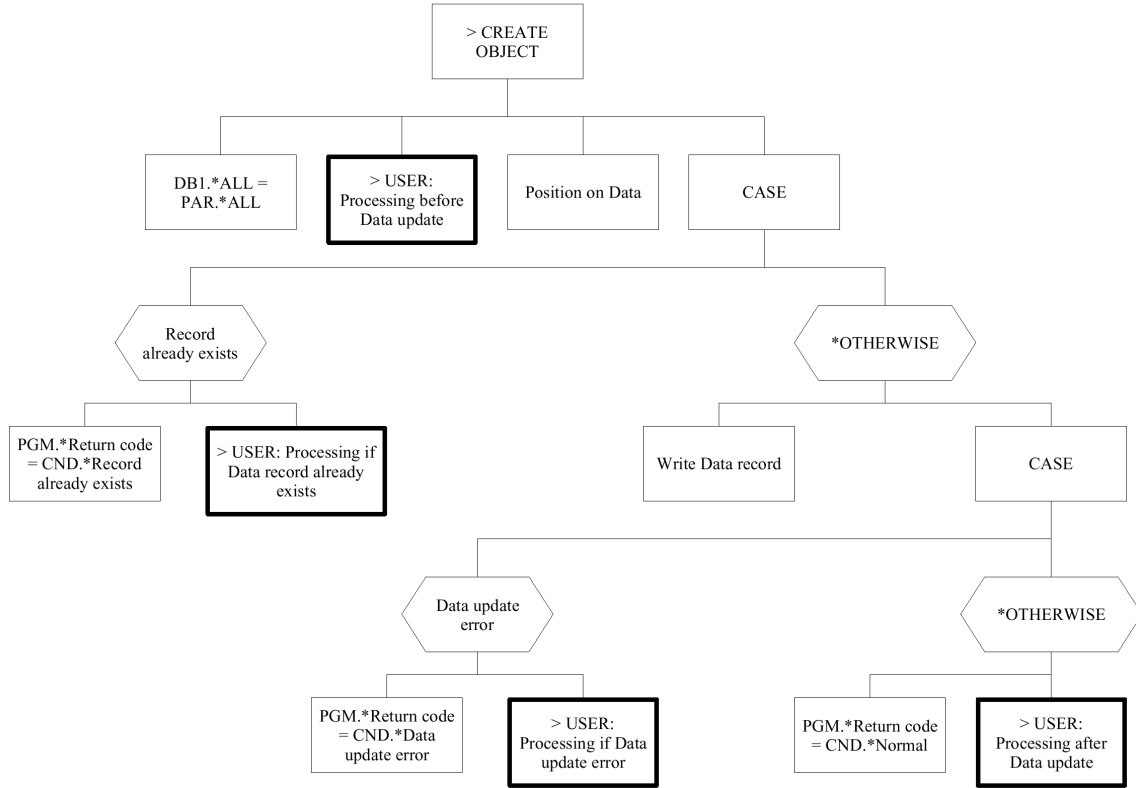 > CREATE
OBJECT
DB1.*ALL =
PAR.*ALL
> USER:
Processing before
Data update
Position on Data
CASE
Record
already exists
*OTHERWISE
PGM.*Return code
= CND.*Record
already exists
> USER: Processing if
Data record already
exists
Write Data record
CASE
Data update
error
*OTHERWISE
PGM.*Return code
= CND.*Data
update error
> USER:
Processing if Data
update error
PGM.*Return code
= CND.*Normal
> USER:
Processing after
Data update